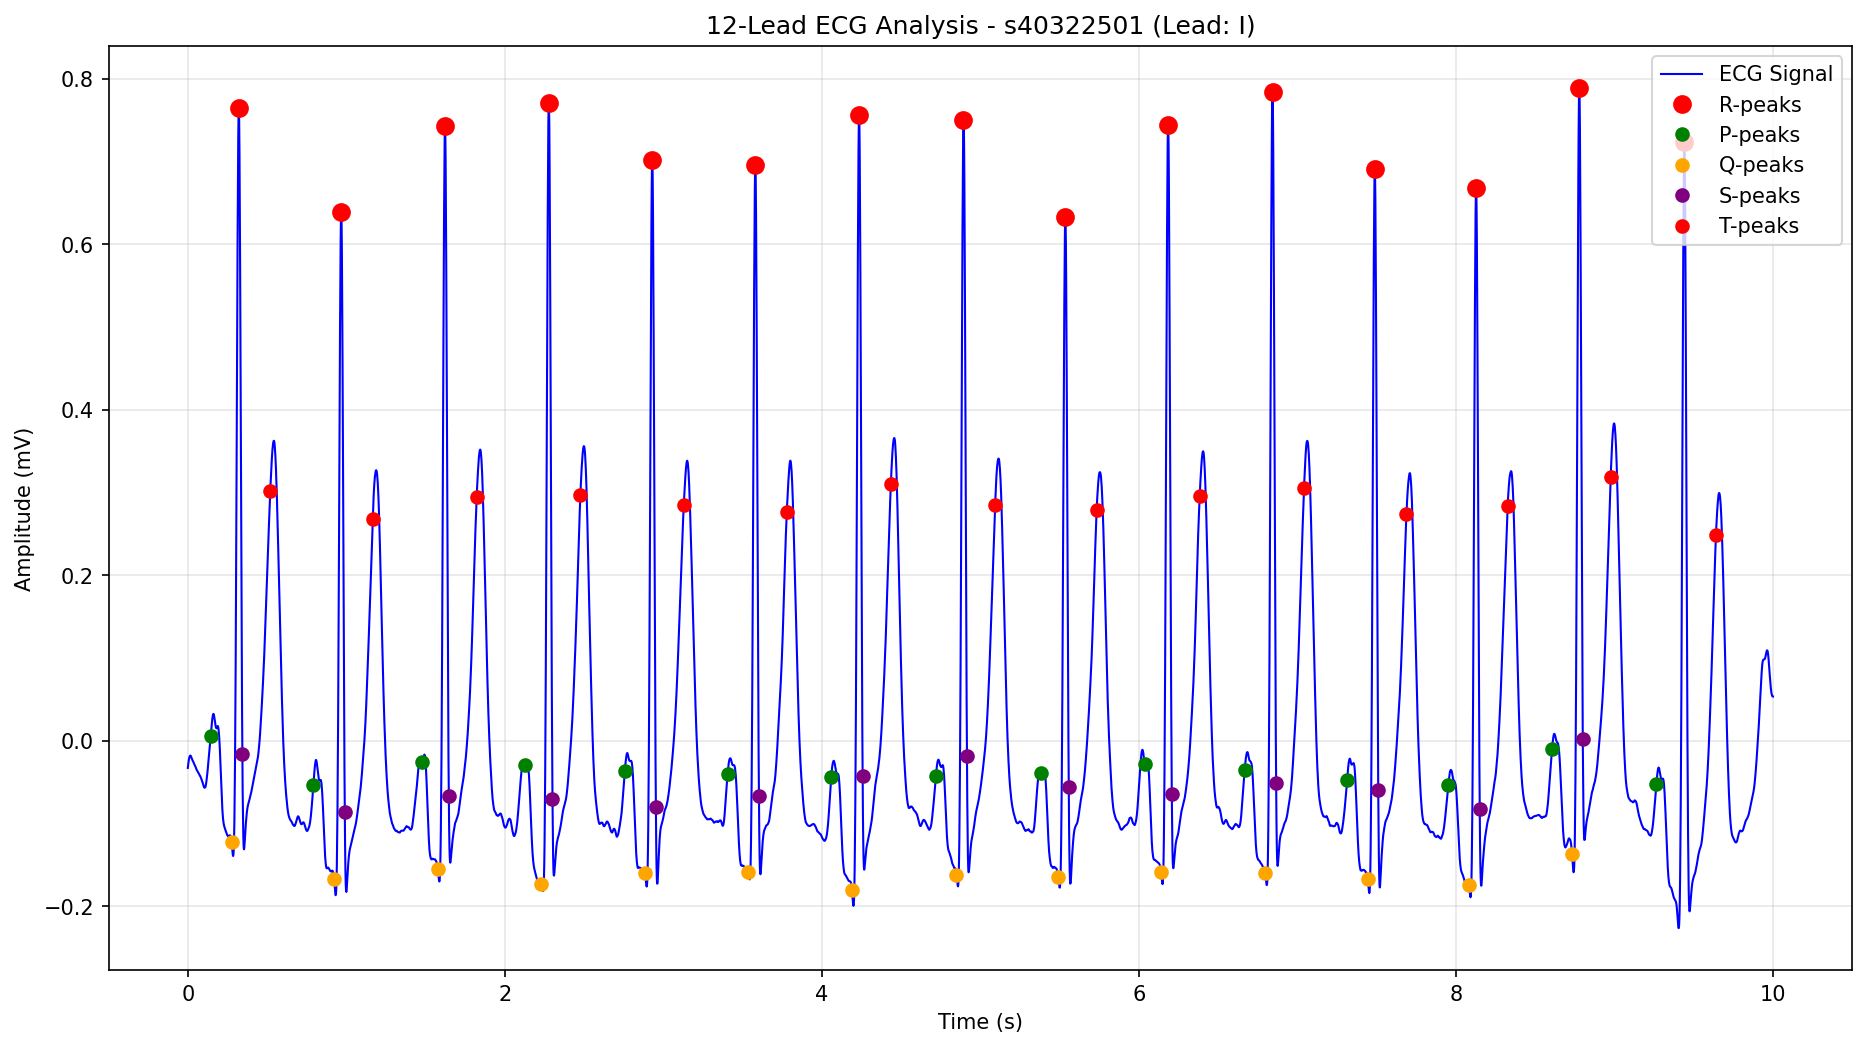 12-Lead ECG Analysis - s40322501 (Lead: I)
ECG Signal
R-peaks
P-peaks
Q-peaks
S-peaks
T-peaks
Amplitude (mV)
0.8
0.6
0.4
0.2
0.0
−0.2
0 2 4 6 8 10
Time (s)